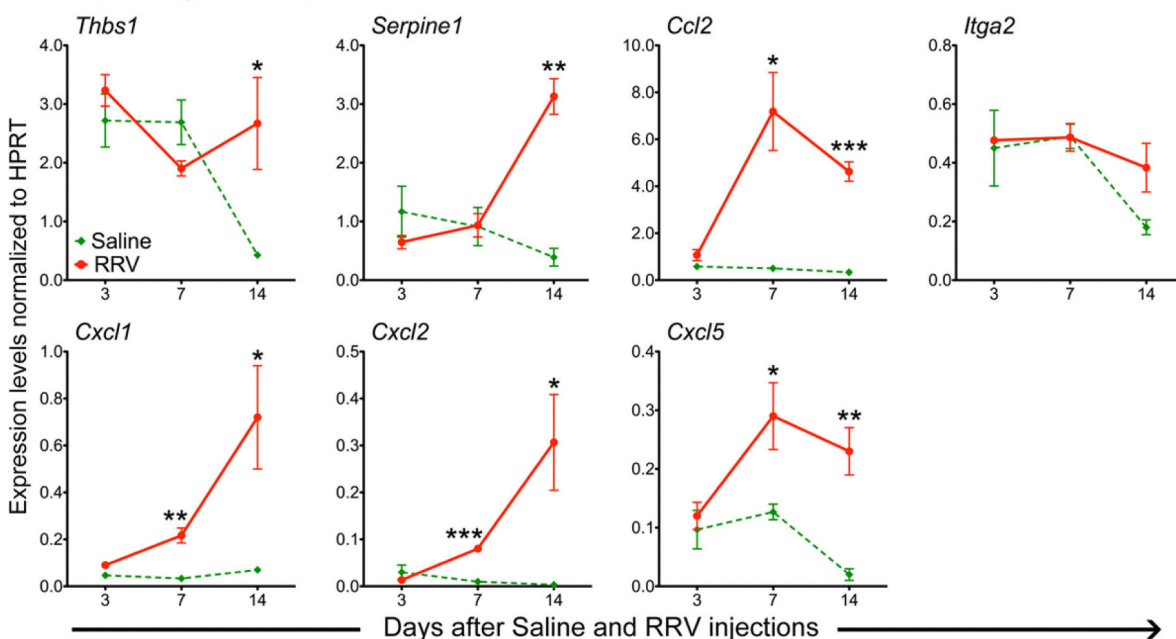 Thbs1
Serpine1
Ccl2
Itga2
4.0
3.0
2.0
1.0
0.0
*
Saline
RRV
3 7 14
4.0
3.0
2.0
1.0
0.0
**
3 7 14
10.0
8.0
6.0
4.0
2.0
0.0
*
***
3 7 14
0.8
0.6
0.4
0.2
0.0
3 7 14
Expression levels normalized to HPRT
Cxcl1
Cxcl2
Cxcl5
1.0
0.8
0.6
0.4
0.2
0.0
**
*
3 7 14
0.5
0.4
0.3
0.2
0.1
0.0
***
*
3 7 14
0.4
0.3
0.2
0.1
0.0
*
**
3 7 14
Days after Saline and RRV injections